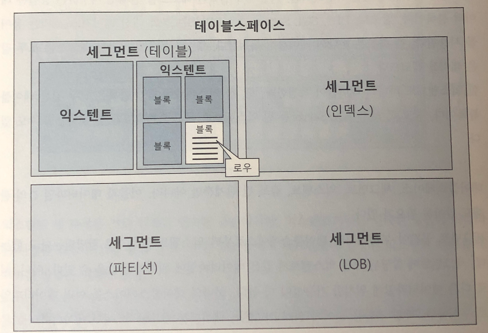 테이블스페이스
세그먼트 (테이블)
익스텐트
익스텐트
블록
블록
블록
블록
로우
세그먼트
(인덱스)
세그먼트
(파티션)
세그먼트
(LOB)